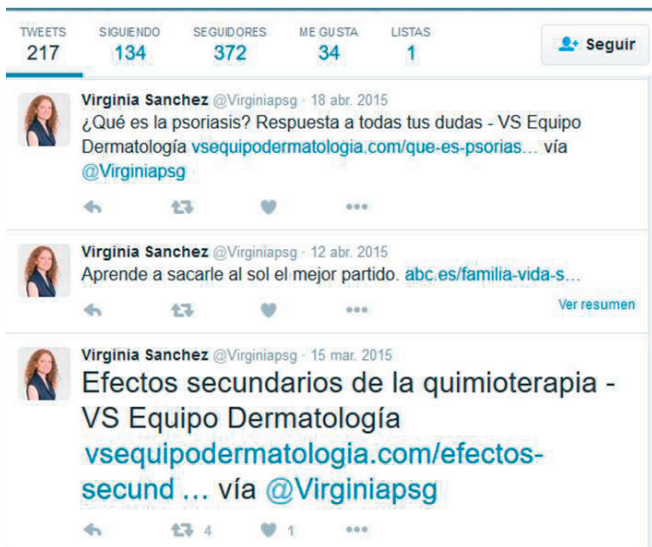 TWEETS SIGUIENDO SEGUIDORES ME GUSTA LISTAS
217 134 372 34 1 Seguir
Virginia Sanchez @Virginiapsg · 18 abr. 2015
¿Qué es la psoriasis? Respuesta a todas tus dudas - VS Equipo
Dermatología vsequipodermatologia.com/que-es-psorias... vía
@Virginiapsg
Virginia Sanchez @Virginiapsg · 12 abr. 2015
Aprende a sacarle al sol el mejor partido. abc.es/familia-vida-s...
Ver resumen
Virginia Sanchez @Virginiapsg · 15 mar. 2015
Efectos secundarios de la quimioterapia -
VS Equipo Dermatología
vsequipodermatologia.com/efectos-
secund ... vía @Virginiapsg
4 1